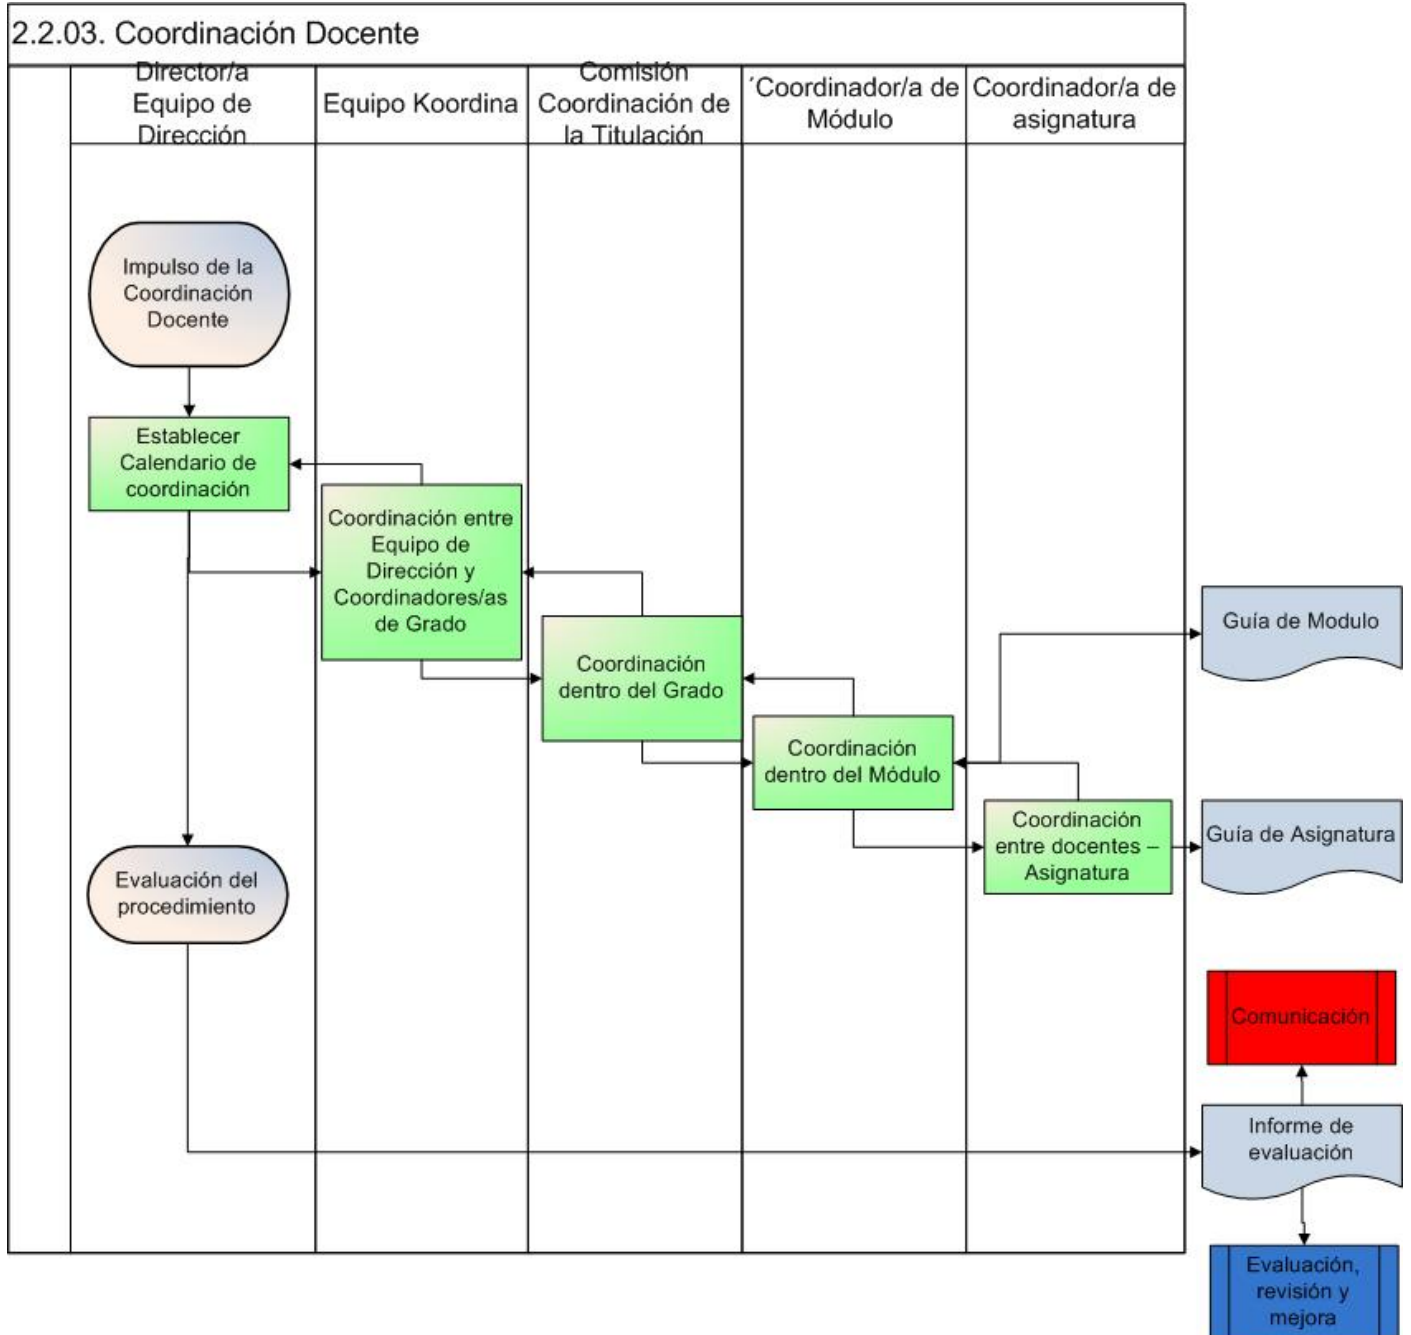 2.2.03. Coordinación Docente
Director/a
Equipo de
Dirección
Equipo Koordina
Comisión
Coordinación de
la Titulación
´Coordinador/a de
Módulo
Coordinador/a de
asignatura
Impulso de la
Coordinación
Docente
Establecer
Calendario de
coordinación
Coordinación entre
Equipo de
Dirección y
Coordinadores/as
de Grado
Coordinación
dentro del Grado
Coordinación
dentro del Módulo
Coordinación
entre docentes –
Asignatura
Guía de Modulo
Guía de Asignatura
Evaluación del
procedimiento
Comunicación
Informe de
evaluación
Evaluación,
revisión y
mejora